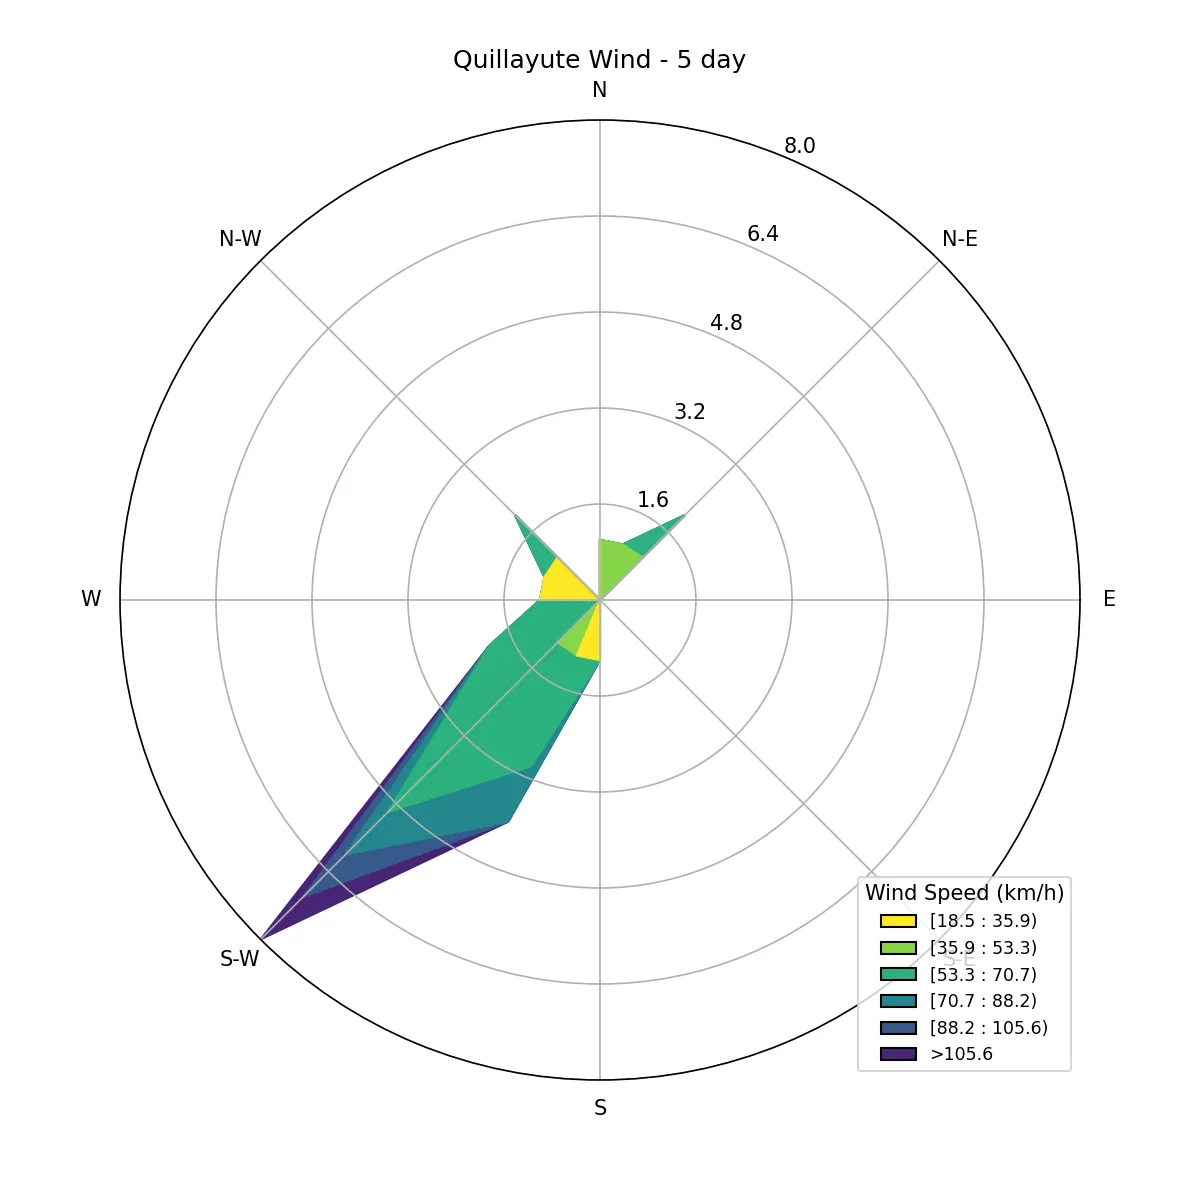 Quillayute Wind - 5 day
N
8.0
N-W
6.4
N-E
4.8
3.2
1.6
W
E
S-W
S-E
Wind Speed (km/h)
[18.5 : 35.9)
[35.9 : 53.3)
[53.3 : 70.7)
[70.7 : 88.2)
[88.2 : 105.6)
>105.6
S